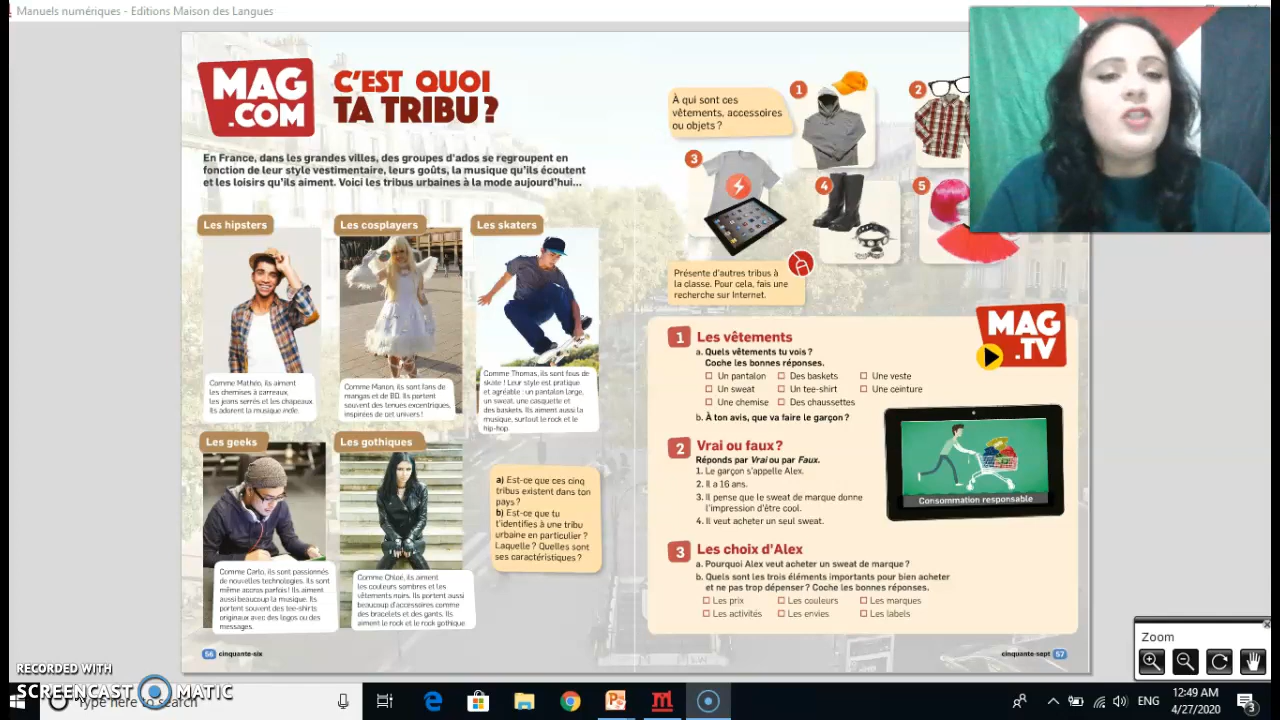 Manuels numériques - Editions Maison des Langues
MAG
.COM
C'EST QUOI
TA TRIBU ?
En France, dans les grandes villes, des groupes d'ados se regroupent en
fonction de leur style vestimentaire, leurs goûts, la musique qu'ils écoutent
et les loisirs qu'ils aiment. Voici les tribus urbaines à la mode aujourd'hui...
Les hipsters
Comme Mathéo, ils aiment
les chemises à carreaux,
les jeans serrés et les chapeaux.
Ils adorent la musique indie.
Les cosplayers
Comme Manon, ils sont fans de
mangas et de BD. Ils portent
souvent des tenues excentriques,
inspirées de cet univers !
Les skaters
Comme Thomas, ils sont fous de
skate ! Leur style est pratique
et agréable : un pantalon large,
un sweat, une casquette et
des baskets. Ils aiment aussi la
musique, surtout le rock et le
hip-hop.
Les geeks
Comme Carlo, ils sont passionnés
de nouvelles technologies. Ils sont
même accros parfois ! Ils aiment
aussi beaucoup la musique. Ils
portent souvent des tee-shirts
originaux avec des logos ou des
messages.
Les gothiques
Comme Chloé, ils aiment
les couleurs sombres et les
vêtements noirs. Ils portent aussi
beaucoup d'accessoires comme
des bracelets et des gants. Ils
aiment le rock et le rock gothique.
a) Est-ce que ces cinq
tribus existent dans ton
pays ?
b) Est-ce que tu
t'identifies à une tribu
urbaine en particulier ?
Laquelle ? Quelles sont
ses caractéristiques ?
56 cinquante-six
À qui sont ces
vêtements, accessoires
ou objets ?
1
2
3
4
5
Présente d'autres tribus à
la classe. Pour cela, fais une
recherche sur Internet.
MAG
.TV
1 Les vêtements
a. Quels vêtements tu vois ?
Coche les bonnes réponses.
Un pantalon Des baskets Une veste
Un sweat Un tee-shirt Une ceinture
Une chemise Des chaussettes
b. À ton avis, que va faire le garçon ?
2 Vrai ou faux ?
Réponds par Vrai ou par Faux.
1. Le garçon s'appelle Alex.
2. Il a 16 ans.
3. Il pense que le sweat de marque donne
l'impression d'être cool.
4. Il veut acheter un seul sweat.
Consommation responsable
3 Les choix d'Alex
a. Pourquoi Alex veut acheter un sweat de marque ?
b. Quels sont les trois éléments importants pour bien acheter
et ne pas trop dépenser ? Coche les bonnes réponses.
Les prix Les couleurs Les marques
Les activités Les envies Les labels
cinquante-sept 57
Zoom
RECORDED WITH
SCREENCAST MATIC
Type here to search
ENG
12:49 AM
4/27/2020
3